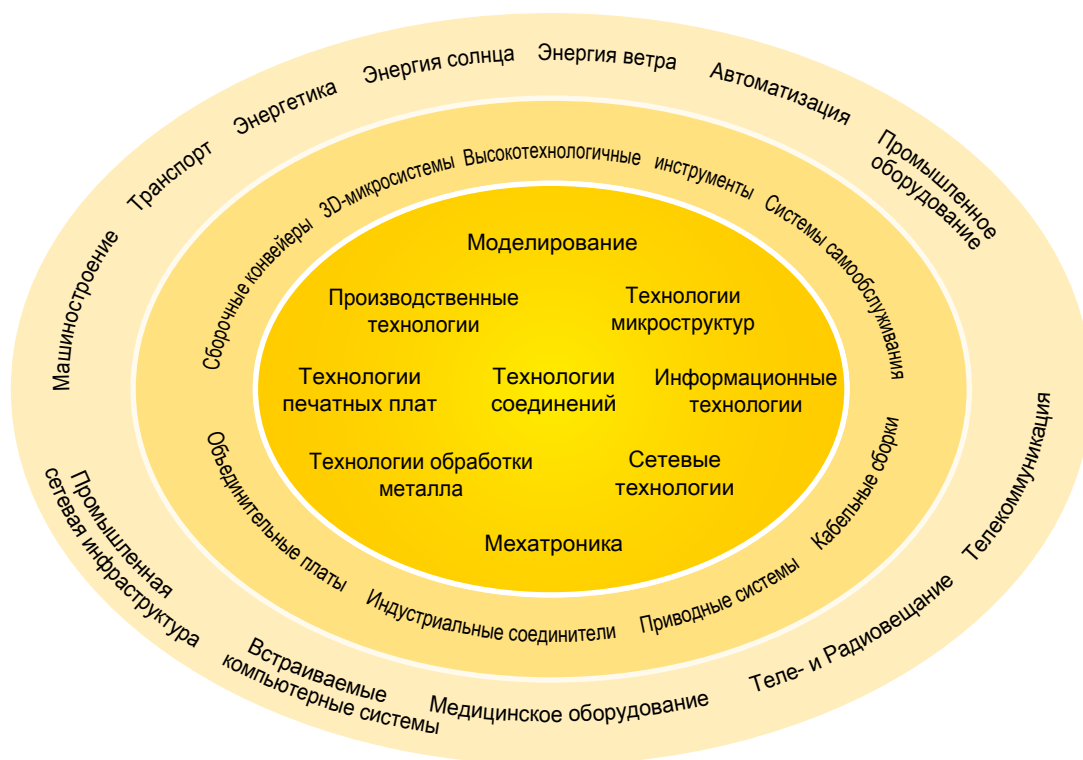 Машиностроение
Транспорт
Энергетика
Энергия солнца
Энергия ветра
Автоматизация
Промышленное
оборудование
Телекоммуникация
Теле- и Радиовещание
Медицинское оборудование
Встраиваемые
компьютерные системы
Промышленная
сетевая инфраструктура
Сборочные конвейеры
3D-микросистемы
Высокотехнологичные инструменты
Системы самообслуживания
Кабельные сборки
Приводные системы
Индустриальные соединители
Объединительные платы
Моделирование
Производственные
технологии
Технологии
микроструктур
Технологии
печатных плат
Технологии
соединений
Информационные
технологии
Технологии обработки
металла
Сетевые
технологии
Мехатроника